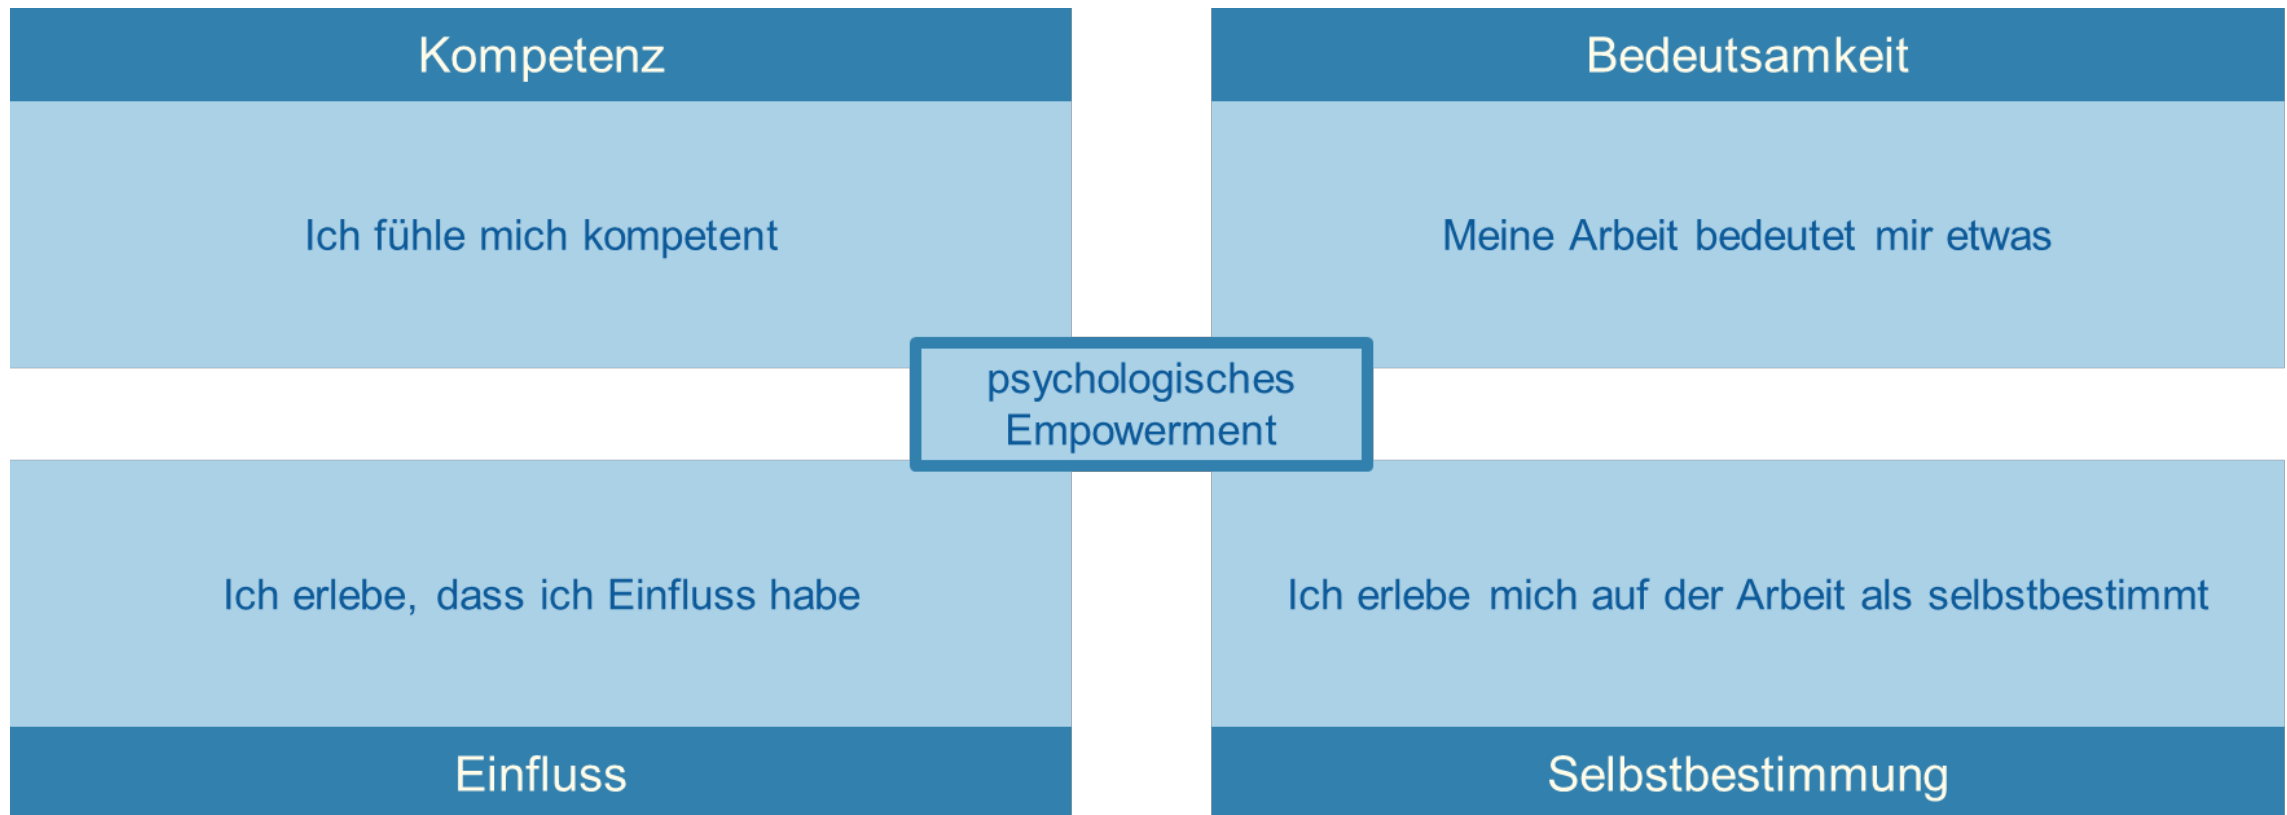 Kompetenz
Bedeutsamkeit
Ich fühle mich kompetent
Meine Arbeit bedeutet mir etwas
psychologisches
Empowerment
Ich erlebe, dass ich Einfluss habe
Ich erlebe mich auf der Arbeit als selbstbestimmt
Einfluss
Selbstbestimmung